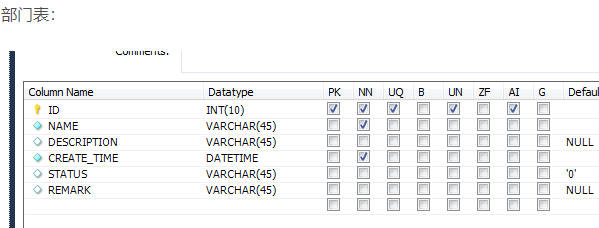 部门表：
Comments:
Column Name Datatype PK NN UQ B UN ZF AI G Default
ID INT(10)
NAME VARCHAR(45)
DESCRIPTION VARCHAR(45) NULL
CREATE_TIME DATETIME
STATUS VARCHAR(45) '0'
REMARK VARCHAR(45) NULL